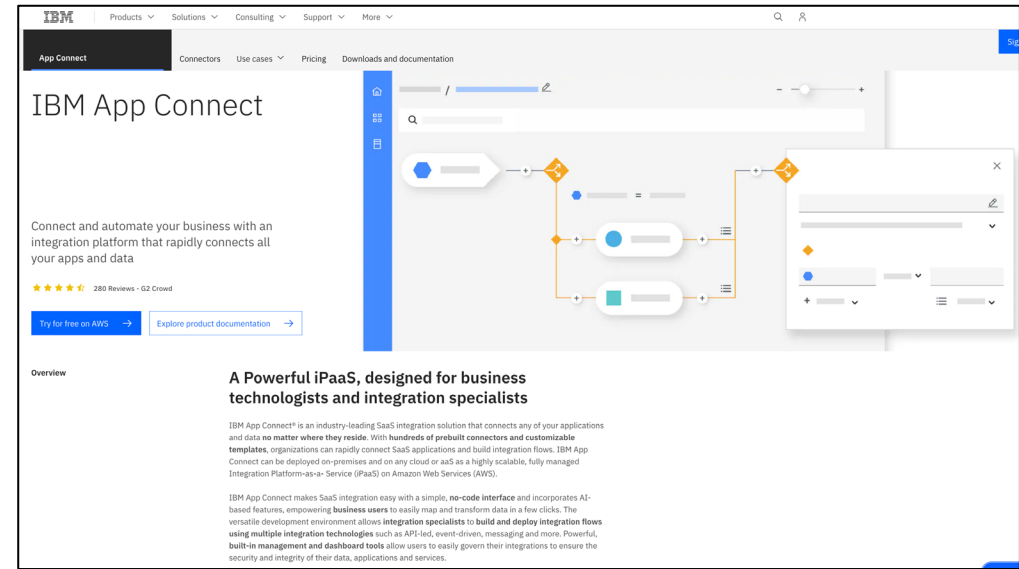 IBM Products Solutions Consulting Support More
App Connect Connectors Use cases Pricing Downloads and documentation
IBM App Connect
/
=
Connect and automate your business with an
integration platform that rapidly connects all
your apps and data
280 Reviews - G2 Crowd
Try for free on AWS → Explore product documentation →
Overview
A Powerful iPaaS, designed for business
technologists and integration specialists
IBM App Connect® is an industry-leading SaaS integration solution that connects any of your applications
and data no matter where they reside. With hundreds of prebuilt connectors and customizable
templates, organizations can rapidly connect SaaS applications and build integration flows. IBM App
Connect can be deployed on-premises and on any cloud or aaS as a highly scalable, fully managed
Integration Platform-as-a- Service (iPaaS) on Amazon Web Services (AWS).
IBM App Connect makes SaaS integration easy with a simple, no-code interface and incorporates AI-
based features, empowering business users to easily map and transform data in a few clicks. The
versatile development environment allows integration specialists to build and deploy integration flows
using multiple integration technologies such as API-led, event-driven, messaging and more. Powerful,
built-in management and dashboard tools allow users to easily govern their integrations to ensure the
security and integrity of their data, applications and services.